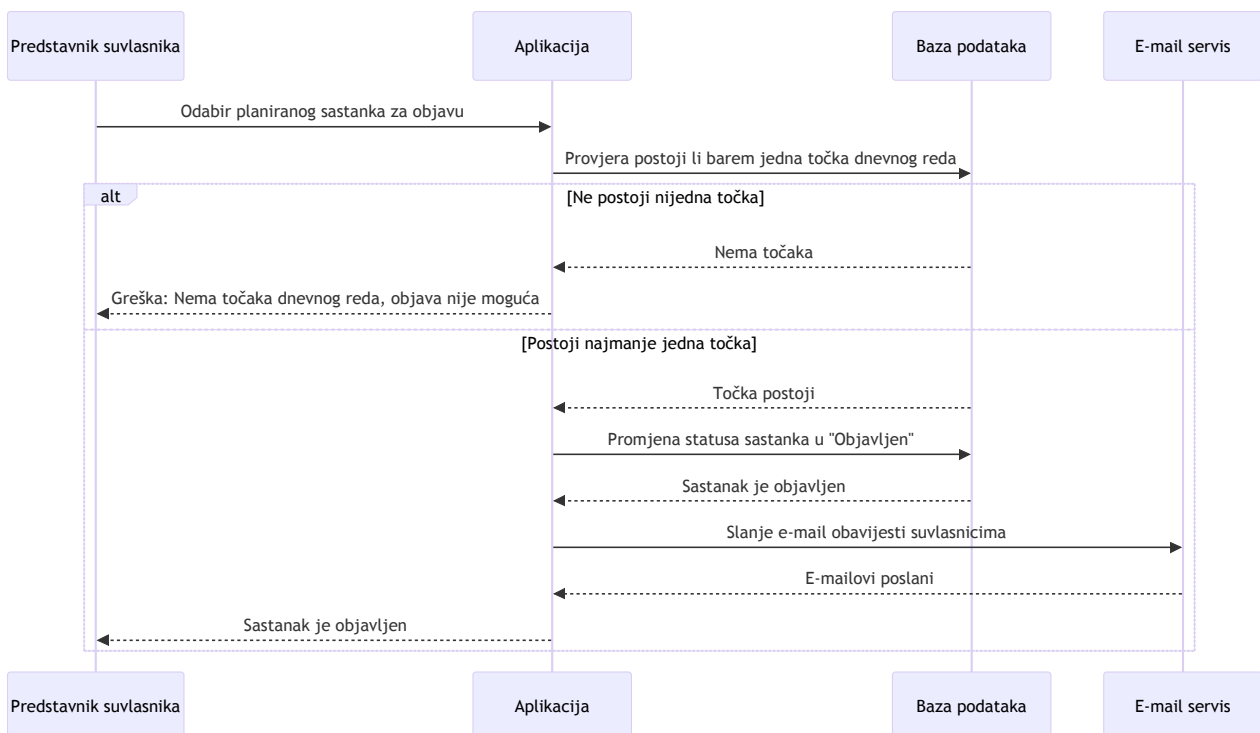 Predstavnik suvlasnika
Aplikacija
Baza podataka
E-mail servis
Odabir planiranog sastanka za objavu
Provjera postoji li barem jedna točka dnevnog reda
alt
[Ne postoji nijedna točka]
Nema točaka
Greška: Nema točaka dnevnog reda, objava nije moguća
[Postoji najmanje jedna točka]
Točka postoji
Promjena statusa sastanka u "Objavljen"
Sastanak je objavljen
Slanje e-mail obavijesti suvlasnicima
E-mailovi poslani
Sastanak je objavljen
Predstavnik suvlasnika
Aplikacija
Baza podataka
E-mail servis